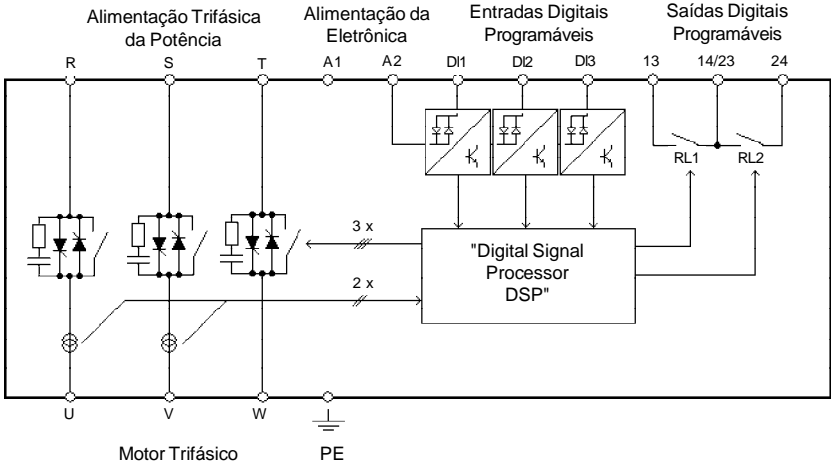 Alimentação Trifásica
da Potência
Alimentação da
Eletrônica
Entradas Digitais
Programáveis
Saídas Digitais
Programáveis
R
S
T
A1
A2
DI1
DI2
DI3
13
14/23
24
RL1
RL2
3 x
"Digital Signal
Processor
DSP"
2 x
U
V
W
Motor Trifásico
PE